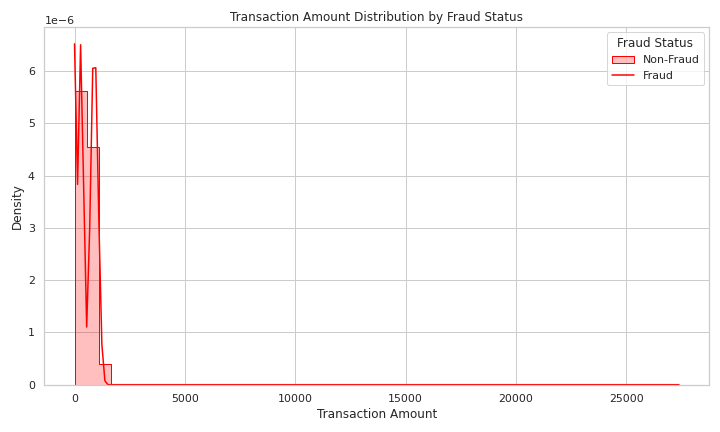 Transaction Amount Distribution by Fraud Status
1e−6
Fraud Status
Non-Fraud
Fraud
6
5
4
3
2
1
0
Density
0 5000 10000 15000 20000 25000
Transaction Amount